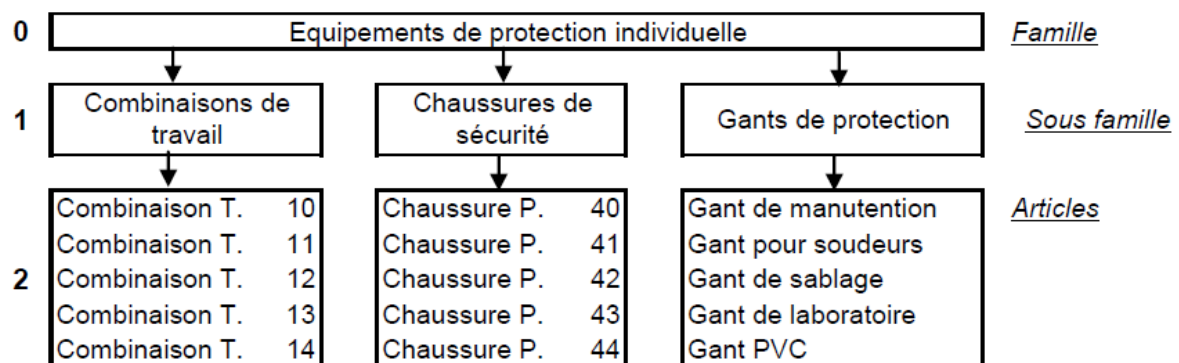 0 Equipements de protection individuelle Famille
1 Combinaisons de travail Chaussures de sécurité Gants de protection Sous famille
Combinaison T. 10 Chaussure P. 40 Gant de manutention Articles
Combinaison T. 11 Chaussure P. 41 Gant pour soudeurs
2 Combinaison T. 12 Chaussure P. 42 Gant de sablage
Combinaison T. 13 Chaussure P. 43 Gant de laboratoire
Combinaison T. 14 Chaussure P. 44 Gant PVC